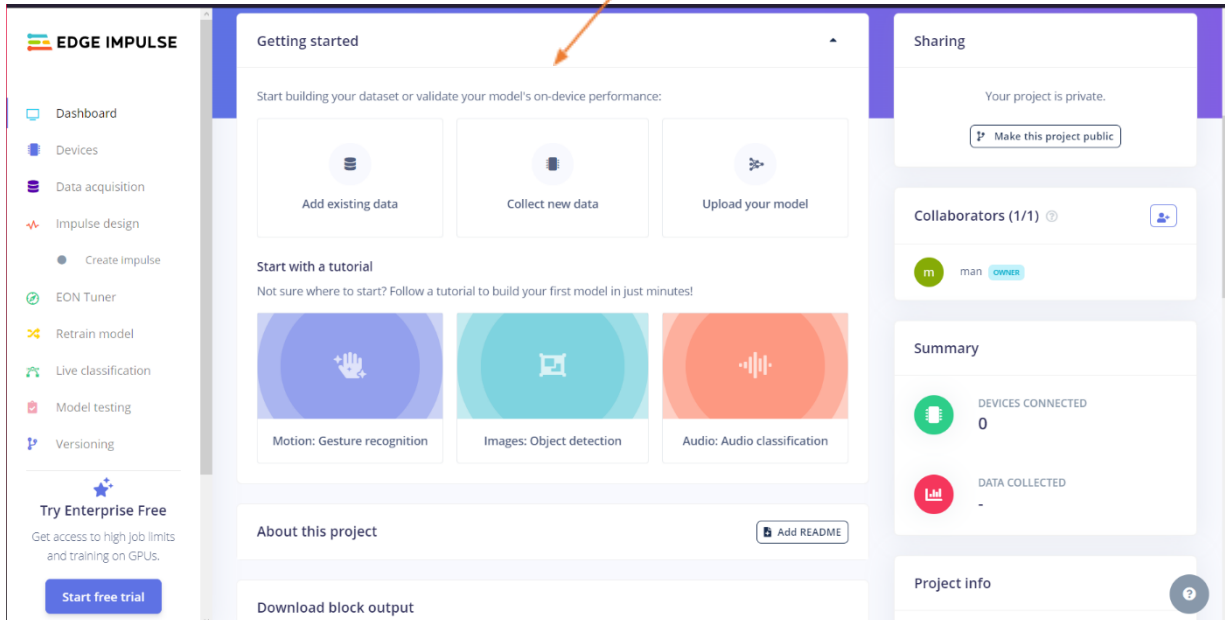 EDGE IMPULSE
Dashboard
Devices
Data acquisition
Impulse design
Create impulse
EON Tuner
Retrain model
Live classification
Model testing
Versioning
Try Enterprise Free
Get access to high job limits
and training on GPUs.
Start free trial
Getting started
Start building your dataset or validate your model's on-device performance:
Add existing data
Collect new data
Upload your model
Start with a tutorial
Not sure where to start? Follow a tutorial to build your first model in just minutes!
Motion: Gesture recognition
Images: Object detection
Audio: Audio classification
About this project
Add README
Download block output
Sharing
Your project is private.
Make this project public
Collaborators (1/1) ?
m
man OWNER
Summary
DEVICES CONNECTED
0
DATA COLLECTED
-
Project info
?